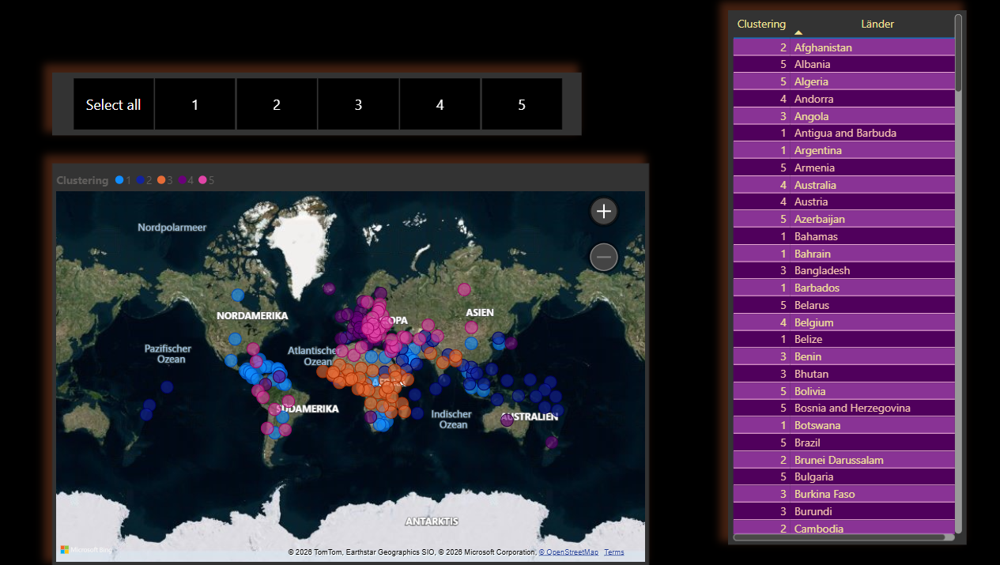 Select all 1 2 3 4 5
Clustering 1 2 3 4 5
Nordpolarmeer
NORDAMERIKA
ASIEN
OPA
Pazifischer
Ozean
Atlantischer
Ozean
SÜDAMERIKA
Indischer
Ozean
AUSTRALIEN
ANTARKTIS
Microsoft Bing
© 2026 TomTom, Earthstar Geographics SIO, © 2026 Microsoft Corporation, © OpenStreetMap Terms
Clustering Länder
2 Afghanistan
5 Albania
5 Algeria
4 Andorra
3 Angola
1 Antigua and Barbuda
1 Argentina
5 Armenia
4 Australia
4 Austria
5 Azerbaijan
1 Bahamas
1 Bahrain
3 Bangladesh
1 Barbados
5 Belarus
4 Belgium
1 Belize
3 Benin
3 Bhutan
5 Bolivia
5 Bosnia and Herzegovina
1 Botswana
5 Brazil
2 Brunei Darussalam
5 Bulgaria
3 Burkina Faso
3 Burundi
2 Cambodia